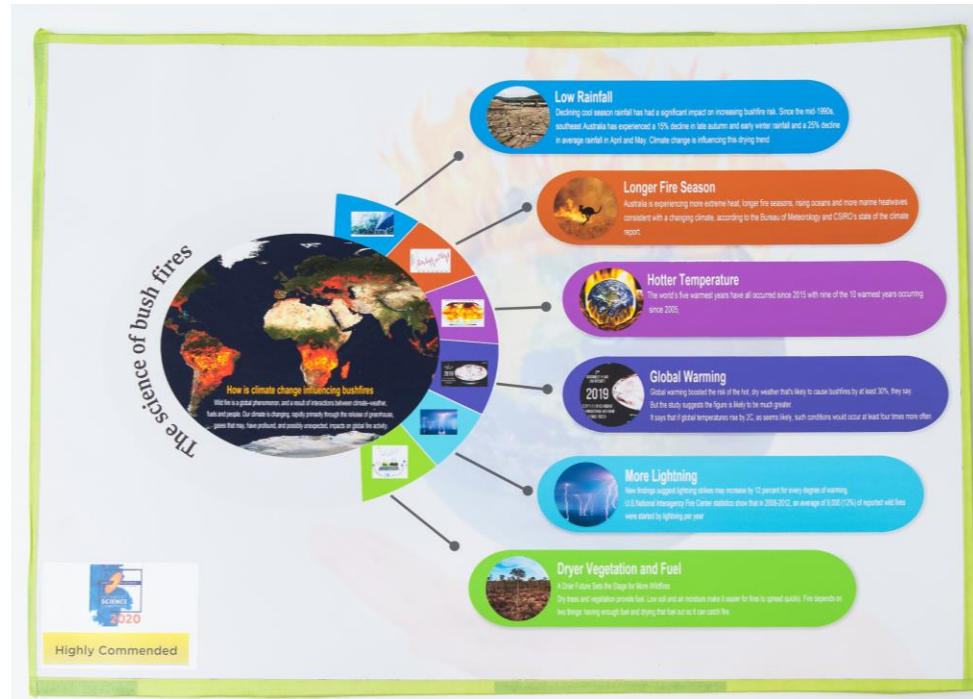 The science of bush fires
How is climate change influencing bushfires
Wild fire is a global phenomenon, and a result of interactions between climate–weather,
fuels and people. Our climate is changing, rapidly primarily through the release of greenhouse,
gases that may, have profound, and possibly unexpected, impacts on global fire activity.
Low Rainfall
Declining cool season rainfall has had a significant impact on increasing bushfire risk. Since the mid-1990s,
southeast Australia has experienced a 15% decline in late autumn and early winter rainfall and a 25% decline
in average rainfall in April and May. Climate change is influencing this drying trend
Longer Fire Season
Australia is experiencing more extreme heat, longer fire seasons, rising oceans and more marine heatwaves
consistent with a changing climate, according to the Bureau of Meteorology and CSIRO's state of the climate
report.
Hotter Temperature
The world's five warmest years have all occurred since 2015 with nine of the 10 warmest years occurring
since 2005,
2019
Global Warming
Global warming boosted the risk of the hot, dry weather that's likely to cause bushfires by at least 30%, they say.
But the study suggests the figure is likely to be much greater.
It says that if global temperatures rise by 2C, as seems likely, such conditions would occur at least four times more often.
2019
More Lightning
New findings suggest lightning strikes may increase by 12 percent for every degree of warming.
U.S.National Interagency Fire Center statistics show that in 2008-2012, an average of 9,000 (12%) of reported wild fires
were started by lightning per year
Dryer Vegetation and Fuel
A Drier Future Sets the Stage for More Wildfires
Dry trees and vegetation provide fuel. Low soil and air moisture make it easier for fires to spread quickly. Fire depends on
two things: having enough fuel and drying that fuel out so it can catch fire.
SCIENCE
2020
Highly Commended